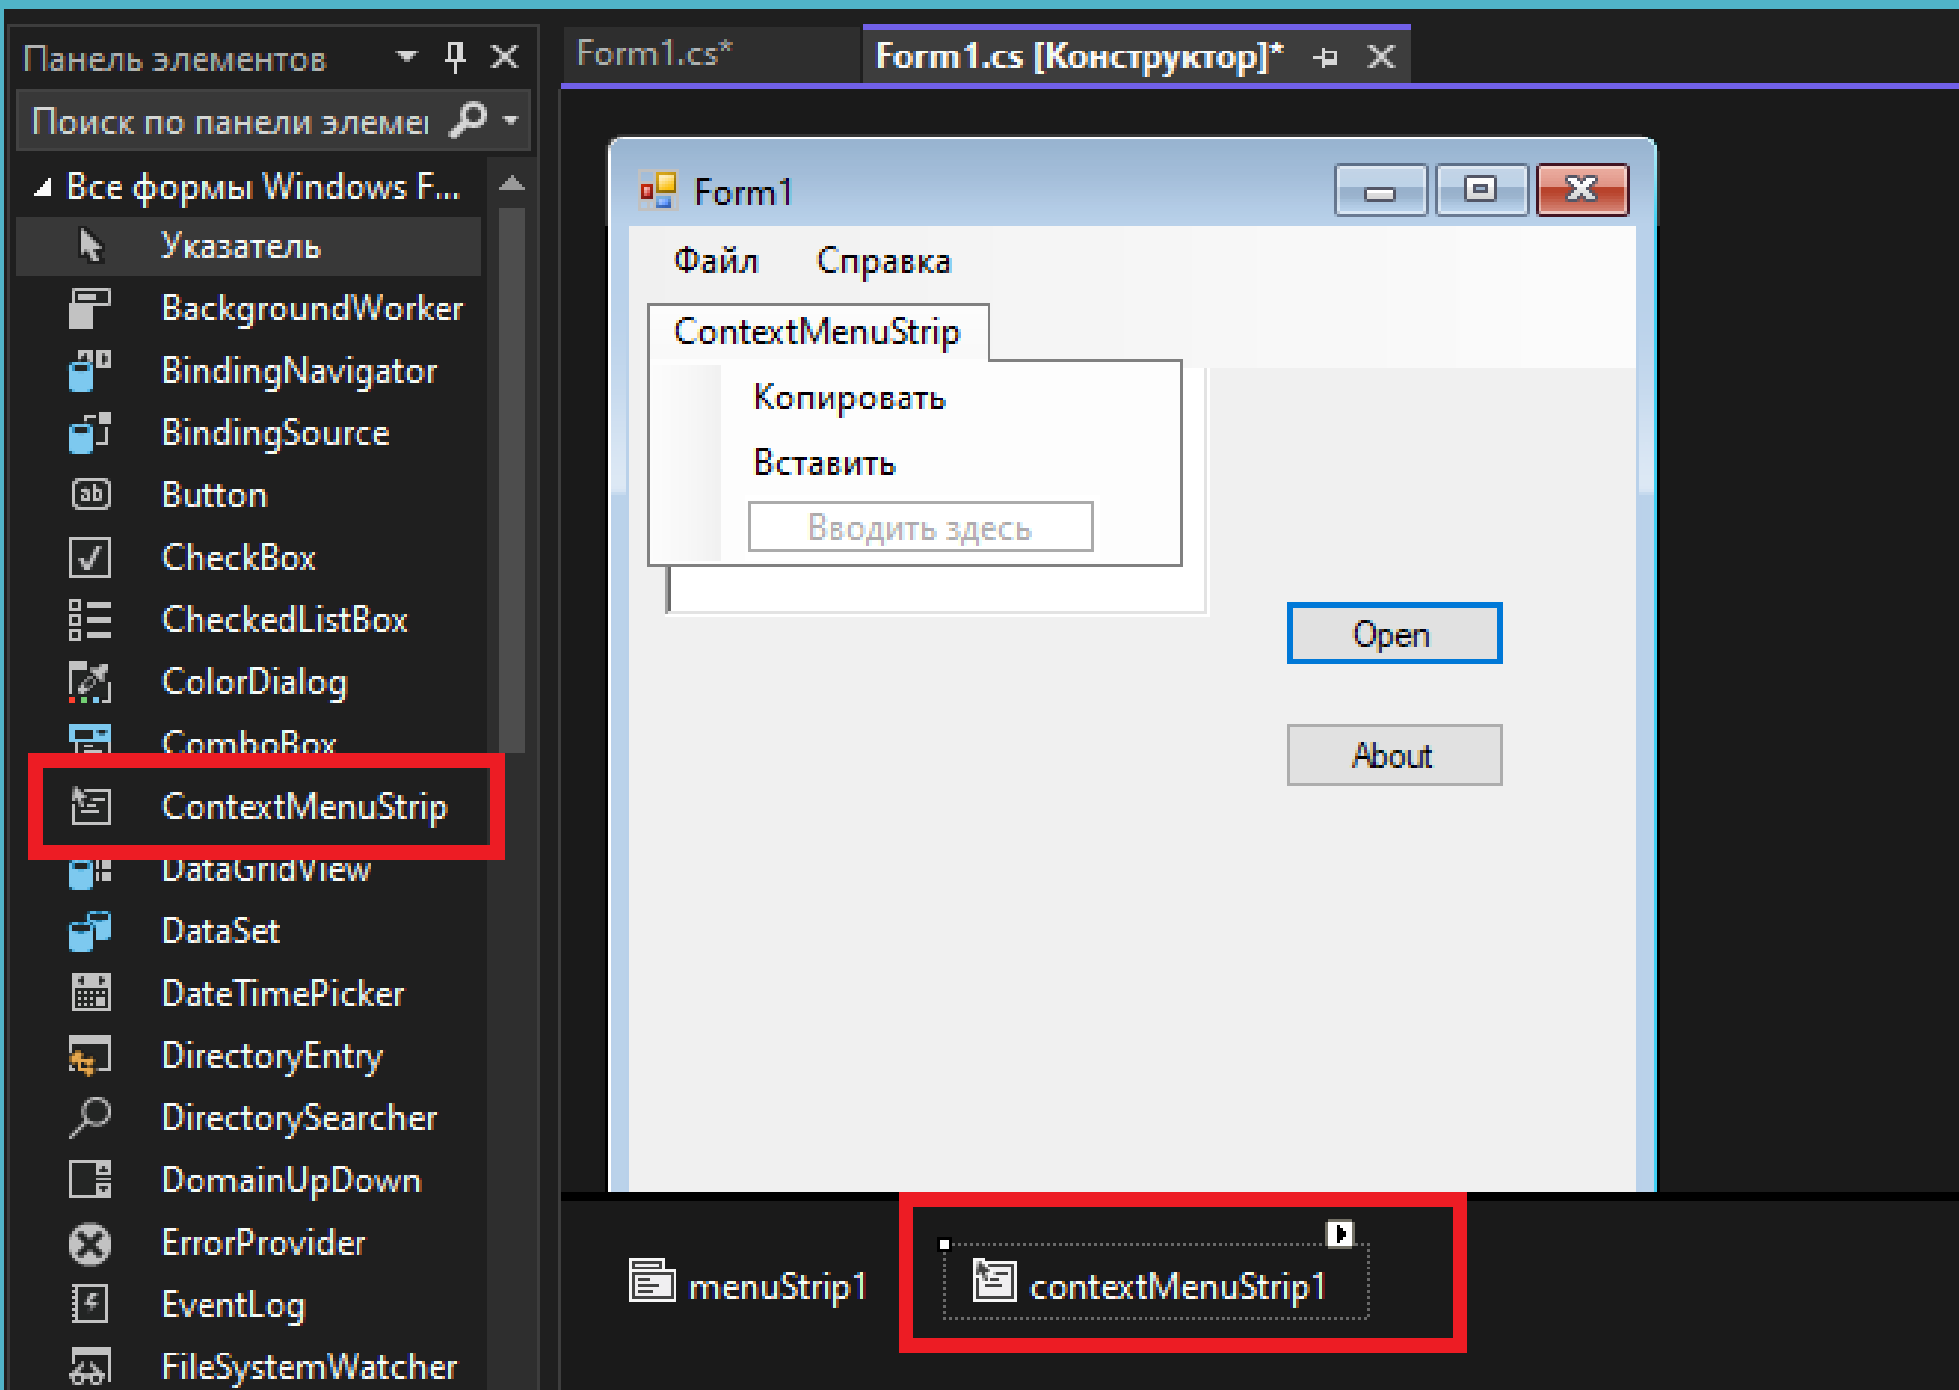 Панель элементов
Поиск по панели элемен
Все формы Windows F...
Указатель
BackgroundWorker
BindingNavigator
BindingSource
Button
CheckBox
CheckedListBox
ColorDialog
ComboBox
ContextMenuStrip
DataGridView
DataSet
DateTimePicker
DirectoryEntry
DirectorySearcher
DomainUpDown
ErrorProvider
EventLog
FileSystemWatcher
Form1.cs*
Form1.cs [Конструктор]*
Form1
Файл Справка
ContextMenuStrip
Копировать
Вставить
Вводить здесь
Open
About
menuStrip1
contextMenuStrip1